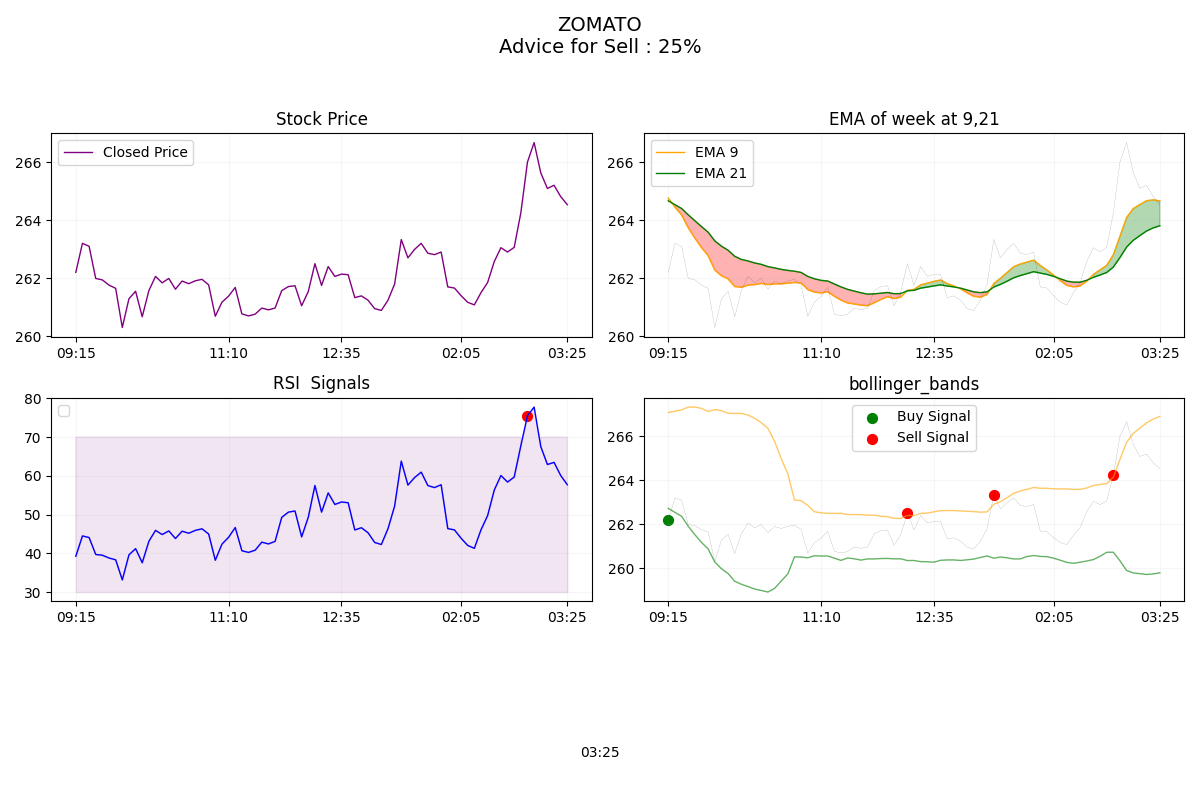 ZOMATO
Advice for Sell : 25%
Stock Price
Closed Price
266
264
262
260
09:15 11:10 12:35 02:05 03:25
EMA of week at 9,21
EMA 9
EMA 21
266
264
262
260
09:15 11:10 12:35 02:05 03:25
RSI  Signals
80
70
60
50
40
30
09:15 11:10 12:35 02:05 03:25
bollinger_bands
Buy Signal
Sell Signal
266
264
262
260
09:15 11:10 12:35 02:05 03:25
03:25